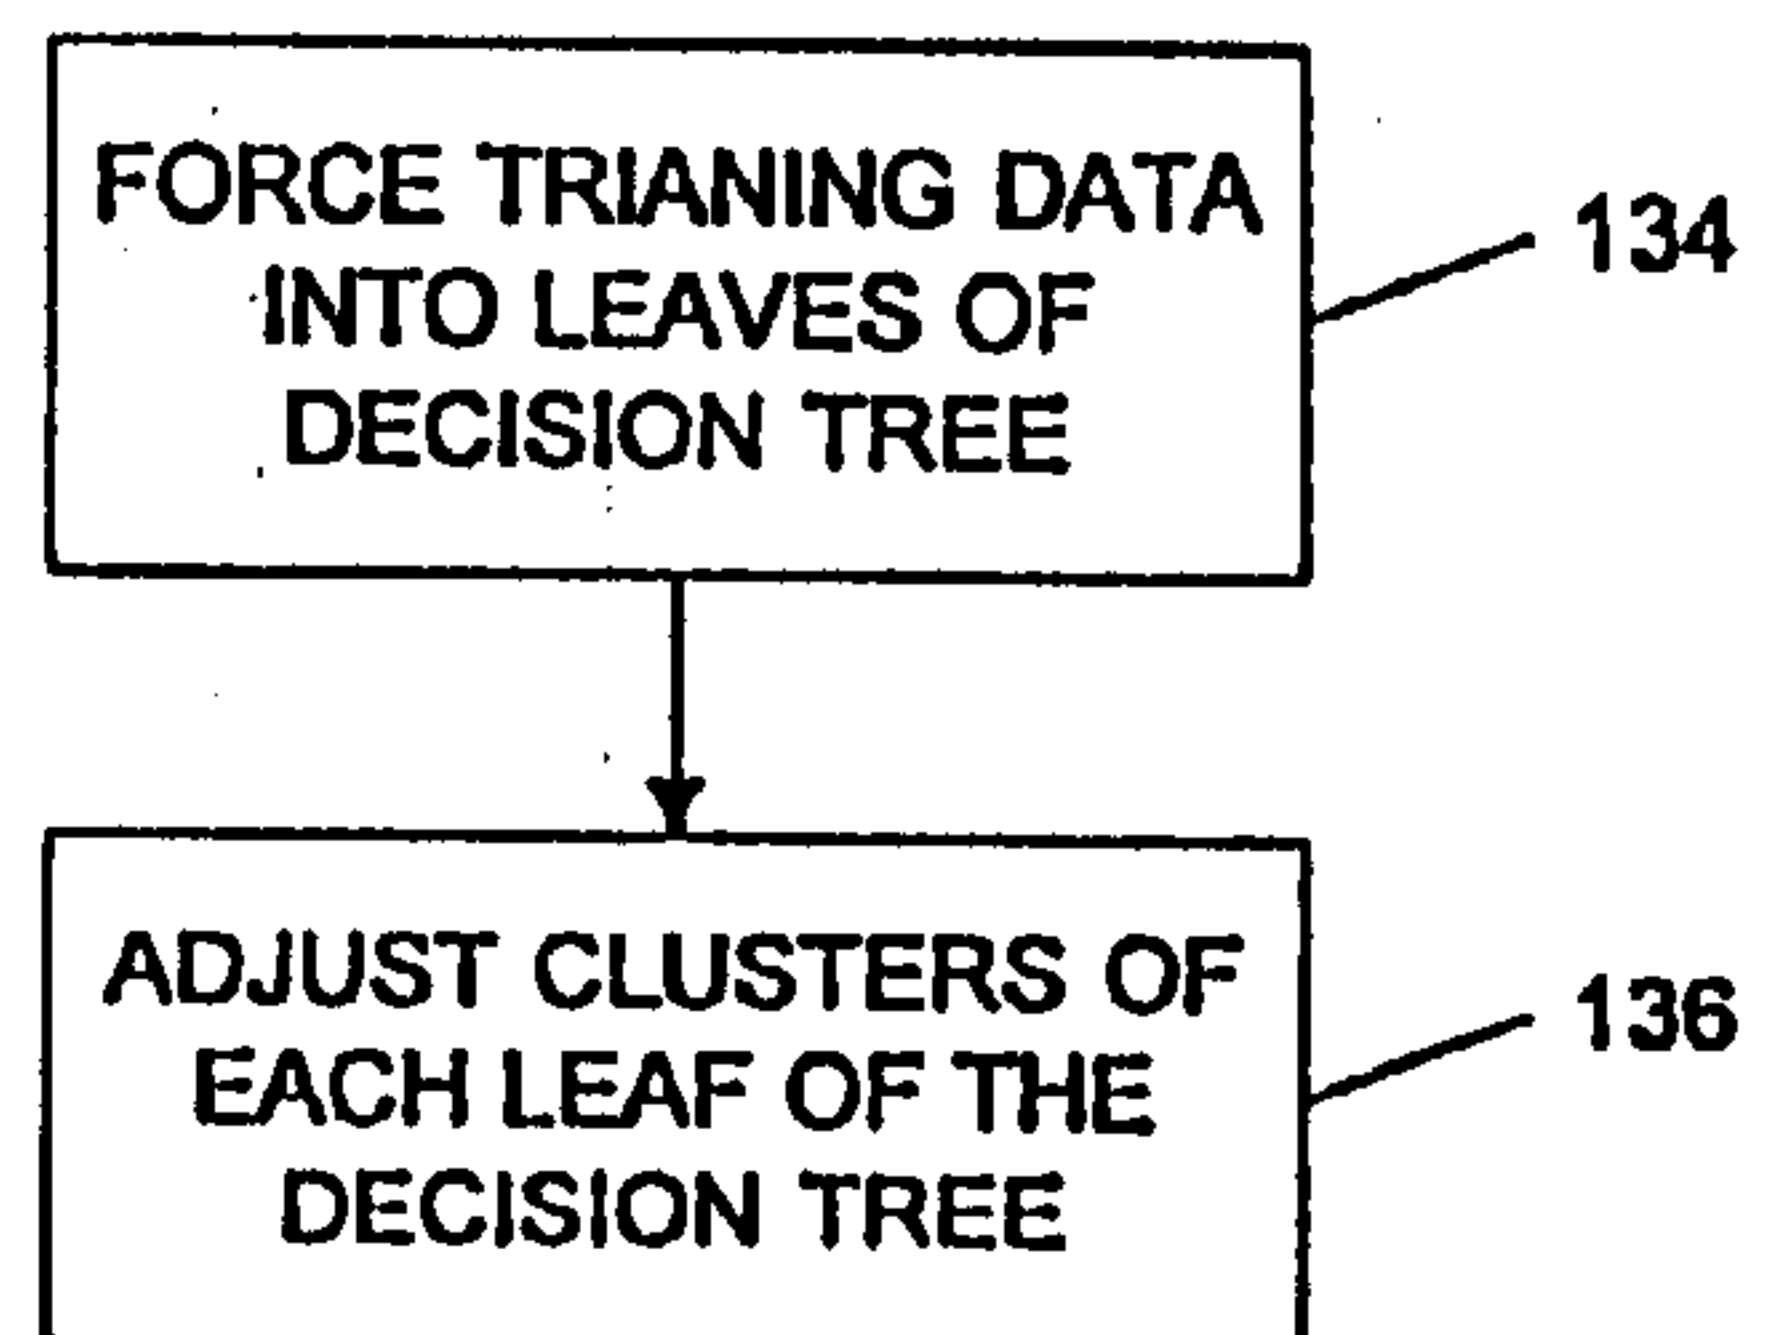 FORCE TRIANING DATA
INTO LEAVES OF
DECISION TREE
134
ADJUST CLUSTERS OF
EACH LEAF OF THE
DECISION TREE
136